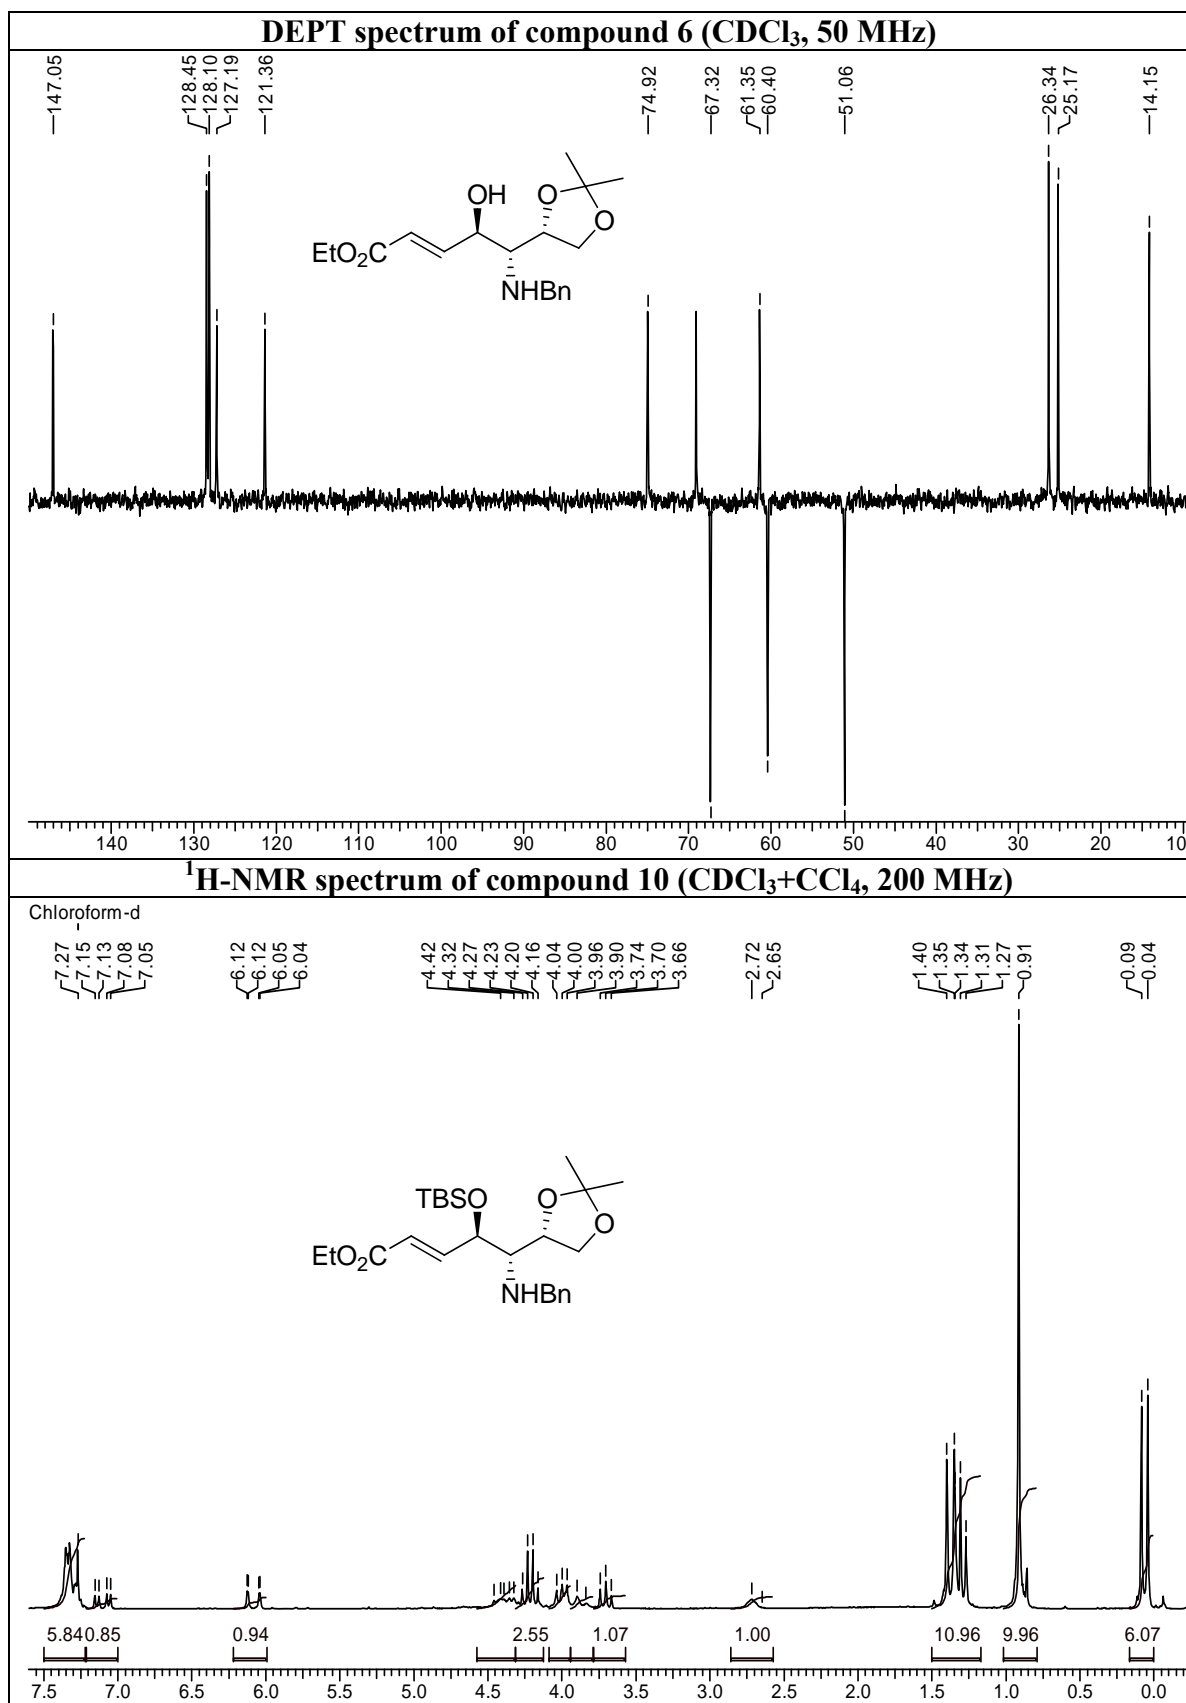 DEPT spectrum of compound 6 (CDCl₃, 50 MHz)
147.05
128.45
128.10
127.19
121.36
74.92
67.32
61.35
60.40
51.06
26.34
25.17
14.15
OH
O
O
EtO₂C
NHBn
140 130 120 110 100 90 80 70 60 50 40 30 20 10
¹H-NMR spectrum of compound 10 (CDCl₃+CCl₄, 200 MHz)
Chloroform-d
7.27
7.15
7.13
7.08
7.05
6.12
6.12
6.05
6.04
4.42
4.32
4.27
4.23
4.20
4.16
4.04
4.00
3.96
3.90
3.74
3.70
3.66
2.72
2.65
1.40
1.35
1.34
1.31
1.27
0.91
0.09
0.04
TBSO
O
O
EtO₂C
NHBn
5.84 0.85 0.94 2.55 1.07 1.00 10.96 9.96 6.07
7.5 7.0 6.5 6.0 5.5 5.0 4.5 4.0 3.5 3.0 2.5 2.0 1.5 1.0 0.5 0.0